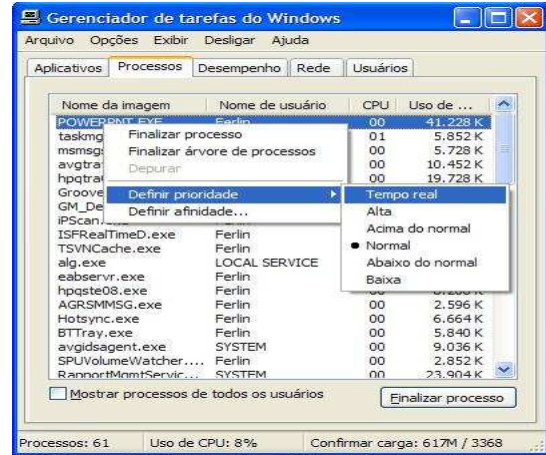 Gerenciador de tarefas do Windows
Arquivo Opções Exibir Desligar Ajuda
Aplicativos Processos Desempenho Rede Usuários
Nome da imagem Nome de usuário CPU Uso de ...
POWERPNT.EXE Ferlin 00 41.228 K
taskmg 01 5.852 K
msmsgs 00 5.728 K
avgtra 00 10.452 K
hpqtra 00 19.728 K
Groove
GM_De
iPScan.
ISFRealTimeD.exe Ferlin
TSVNCache.exe Ferlin
alg.exe LOCAL SERVICE
eabservr.exe Ferlin
hpqste08.exe Ferlin
AGRSMMSG.exe Ferlin 00 2.596 K
Hotsync.exe Ferlin 00 6.664 K
BTTray.exe Ferlin 00 5.840 K
avgidsagent.exe SYSTEM 00 9.036 K
SPUVolumeWatcher.... Ferlin 00 2.852 K
RapportMgmtServic... SYSTEM 00 23.904 K
Finalizar processo
Finalizar árvore de processos
Depurar
Definir prioridade
Definir afinidade...
Tempo real
Alta
Acima do normal
Normal
Abaixo do normal
Baixa
Mostrar processos de todos os usuários
Finalizar processo
Processos: 61 Uso de CPU: 8% Confirmar carga: 617M / 3368